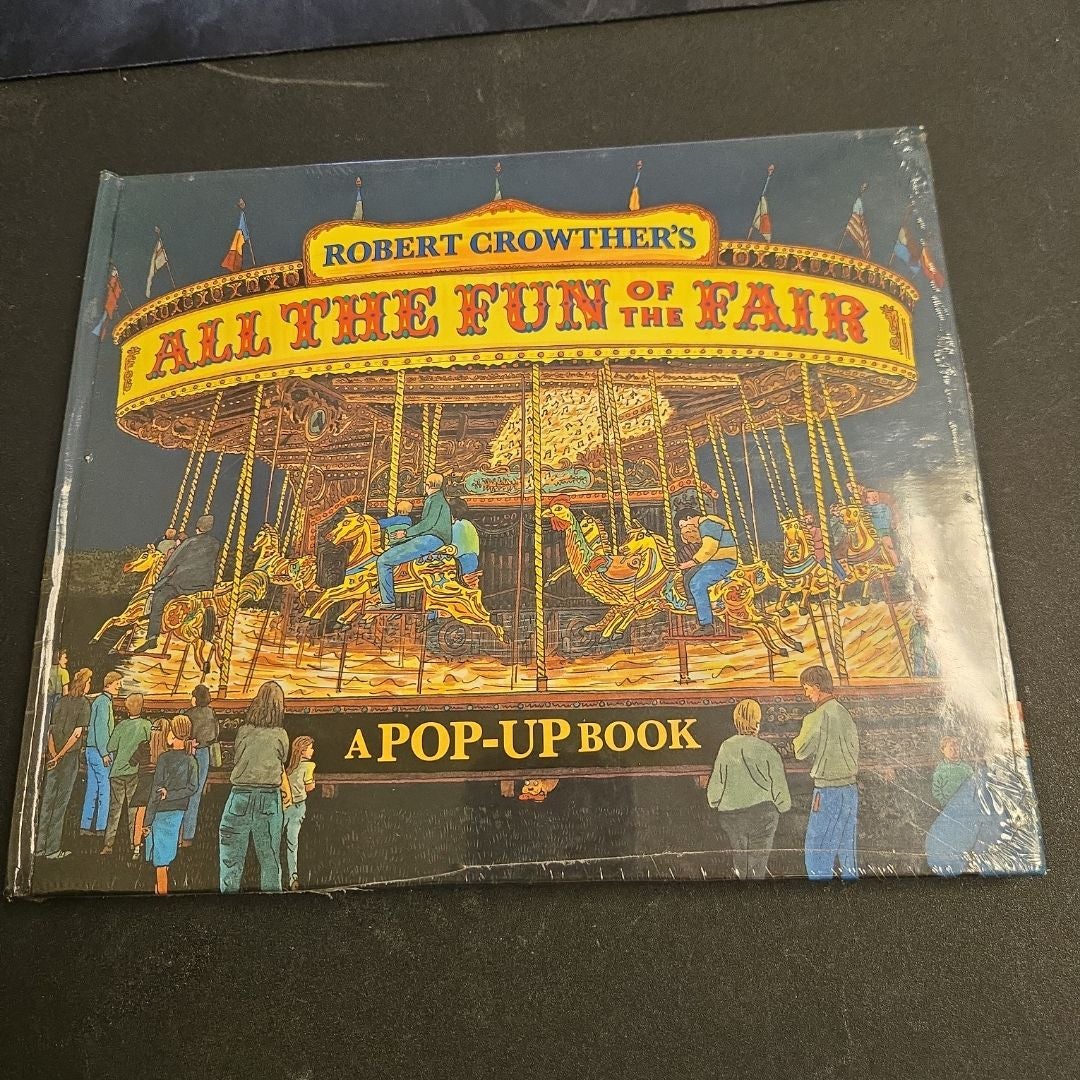 ROBERT CROWTHER'S
ALL THE FUN OF THE FAIR
A POP-UP BOOK